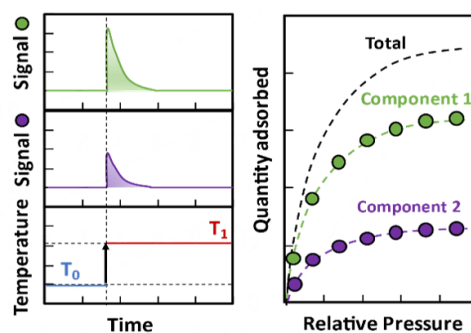 Signal
Signal
Temperature
T₀
T₁
Time
Quantity adsorbed
Total
Component 1
Component 2
Relative Pressure